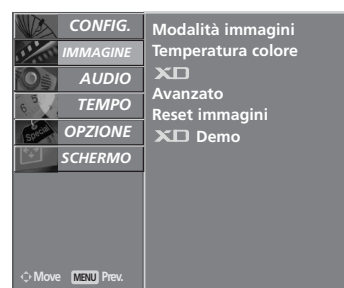 CONFIG.
IMMAGINE
AUDIO
TEMPO
OPZIONE
Special
SCHERMO
Modalità immagini
Temperatura colore
XD
Avanzato
Reset immagini
XD Demo
Move MENU Prev.